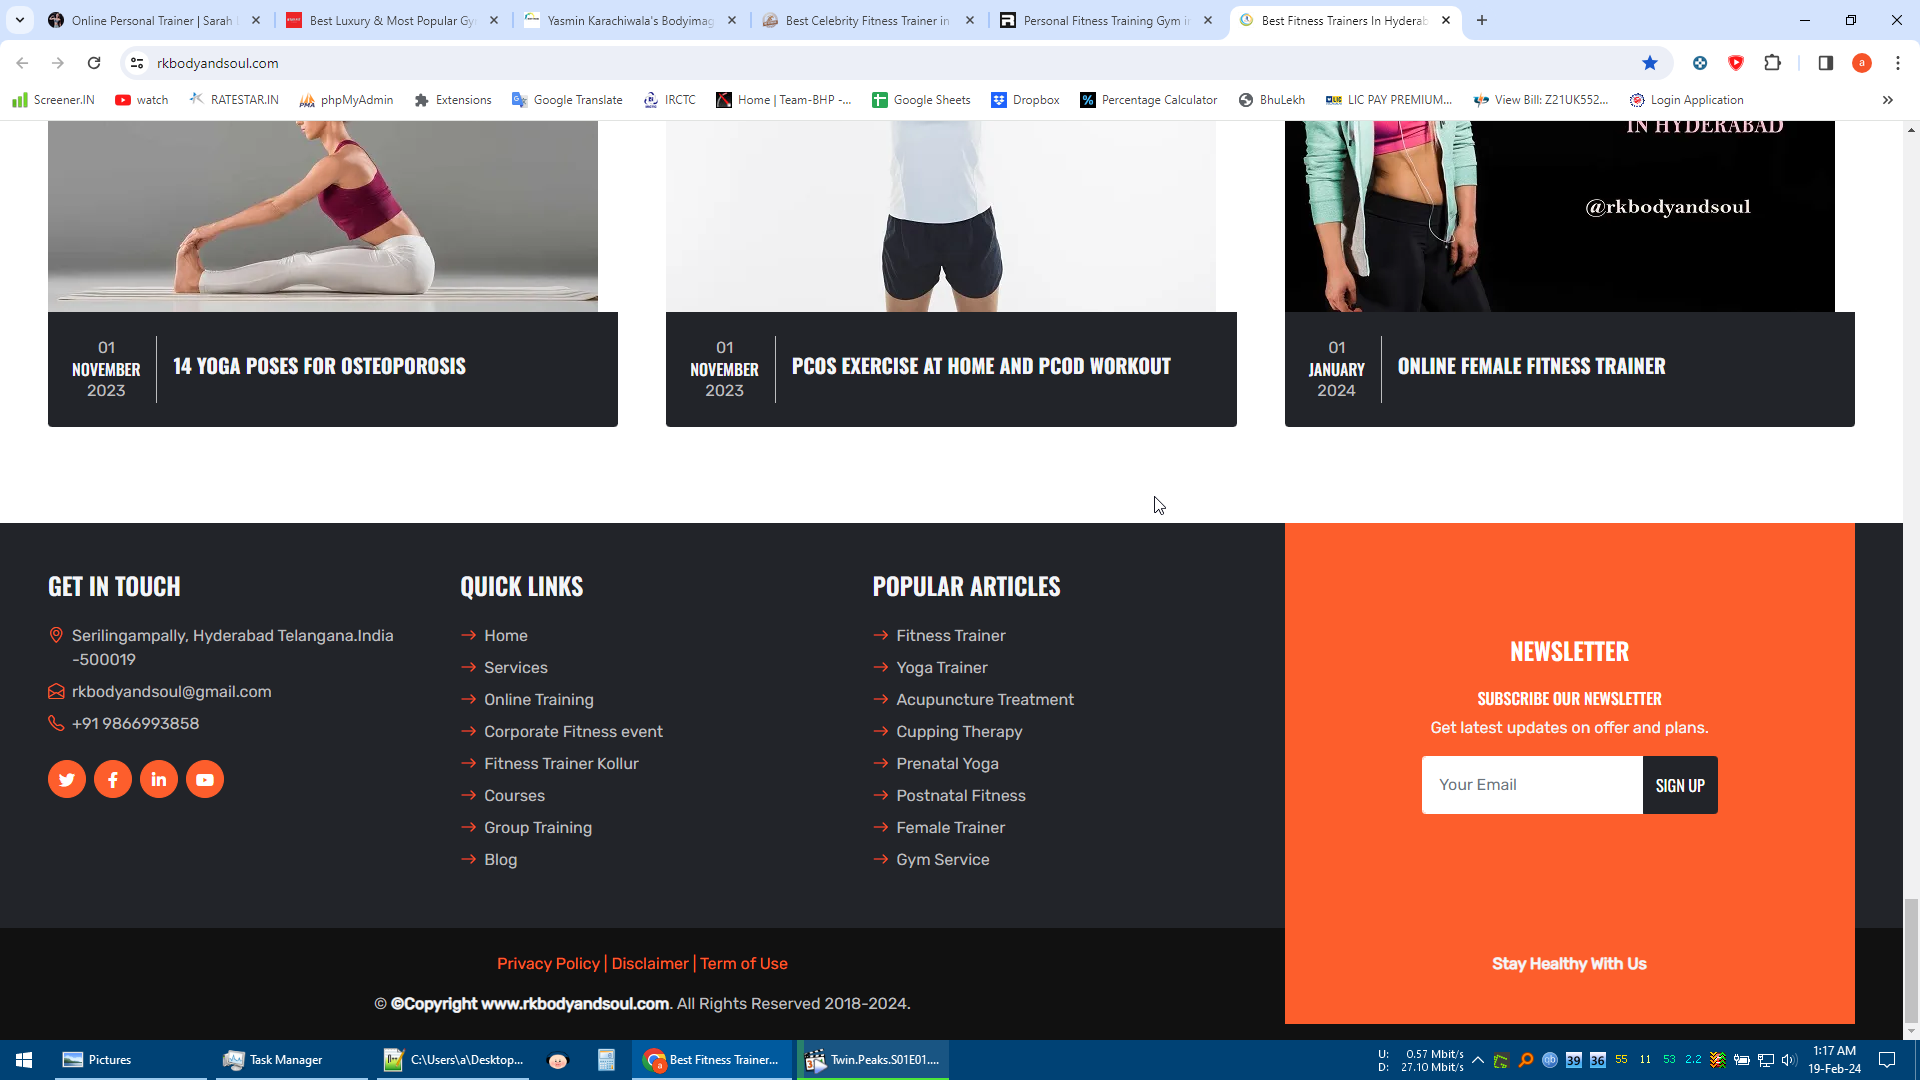 Online Personal Trainer | Sarah
Best Luxury & Most Popular Gy
Yasmin Karachiwala's Bodyimag
Best Celebrity Fitness Trainer in
Personal Fitness Training Gym in
Best Fitness Trainers In Hyderab
rkbodyandsoul.com
a
Screener.IN
watch
RATESTAR.IN
phpMyAdmin
Extensions
Google Translate
IRCTC
Home | Team-BHP -...
Google Sheets
Dropbox
Percentage Calculator
BhuLekh
LIC PAY PREMIUM...
View Bill: Z21UK552...
Login Application
IN HYDERABAD
@rkbodyandsoul
01
NOVEMBER
2023
14 YOGA POSES FOR OSTEOPOROSIS
01
NOVEMBER
2023
PCOS EXERCISE AT HOME AND PCOD WORKOUT
01
JANUARY
2024
ONLINE FEMALE FITNESS TRAINER
GET IN TOUCH
Serilingampally, Hyderabad Telangana.India
-500019
rkbodyandsoul@gmail.com
+91 9866993858
QUICK LINKS
Home
Services
Online Training
Corporate Fitness event
Fitness Trainer Kollur
Courses
Group Training
Blog
POPULAR ARTICLES
Fitness Trainer
Yoga Trainer
Acupuncture Treatment
Cupping Therapy
Prenatal Yoga
Postnatal Fitness
Female Trainer
Gym Service
NEWSLETTER
SUBSCRIBE OUR NEWSLETTER
Get latest updates on offer and plans.
Your Email
SIGN UP
Stay Healthy With Us
Privacy Policy | Disclaimer | Term of Use
© ©Copyright www.rkbodyandsoul.com. All Rights Reserved 2018-2024.
Pictures
Task Manager
C:\Users\a\Desktop...
Best Fitness Trainer...
Twin.Peaks.S01E01....
U: 0.57 Mbit/s
D: 27.10 Mbit/s
39
36
55
11
53
2.2
1:17 AM
19-Feb-24